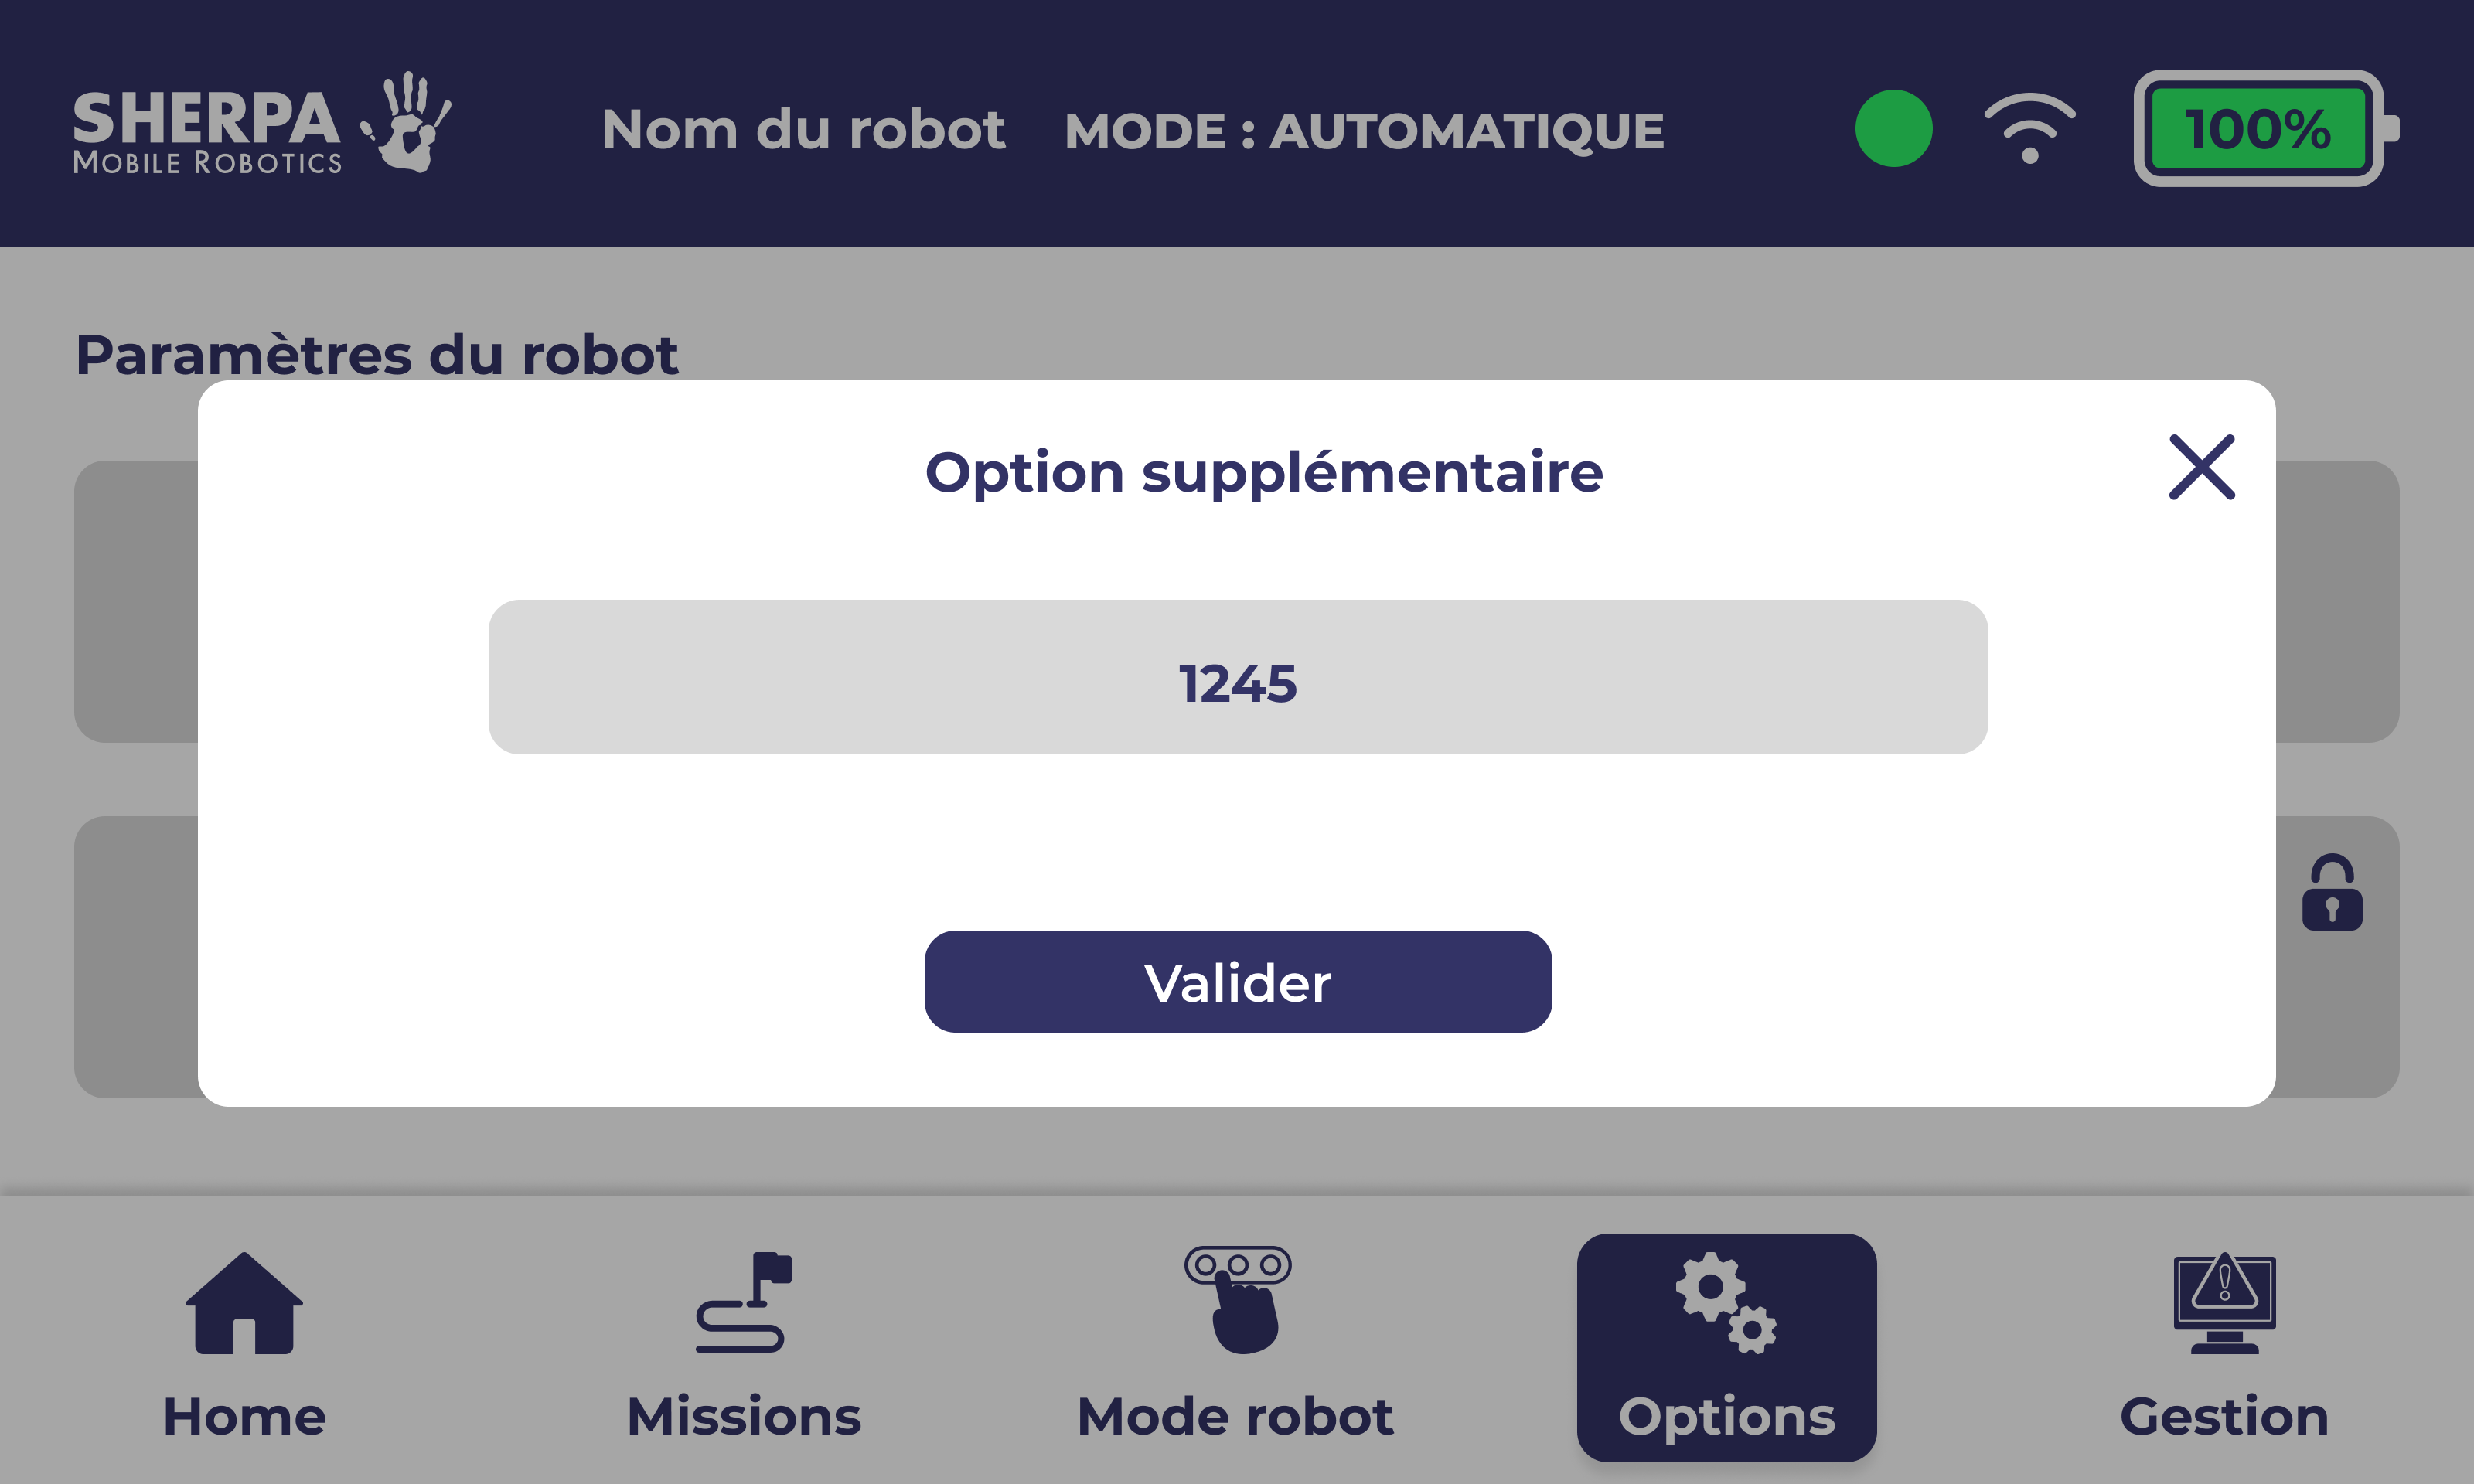 SHERPA
MOBILE ROBOTICS
Nom du robot
MODE : AUTOMATIQUE
100%
Paramètres du robot
Option supplémentaire
1245
Valider
Home
Missions
Mode robot
Options
Gestion